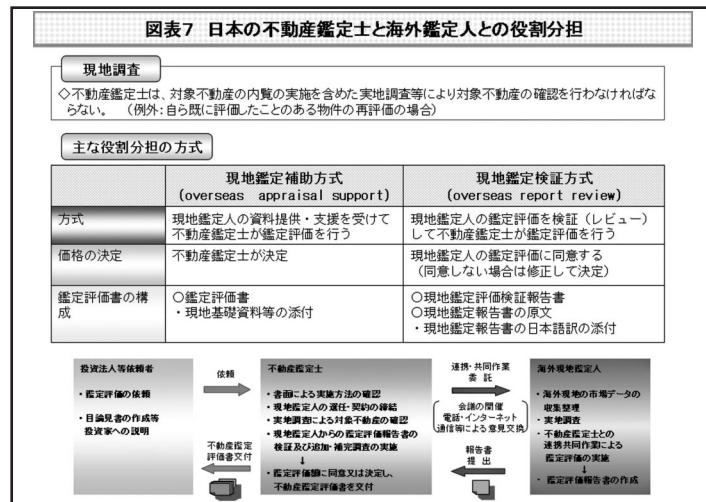 図表7 日本の不動産鑑定士と海外鑑定人との役割分担
現地調査
◇不動産鑑定士は、対象不動産の内覧の実施を含めた実地調査等により対象不動産の確認を行わなければな
らない。 （例外：自ら既に評価したことのある物件の再評価の場合）
主な役割分担の方式
現地鑑定補助方式
(overseas appraisal support)
現地鑑定検証方式
(overseas report review)
方式
現地鑑定人の資料提供・支援を受けて
不動産鑑定士が鑑定評価を行う
現地鑑定人の鑑定評価を検証（レビュー）
して不動産鑑定士が鑑定評価を行う
価格の決定
不動産鑑定士が決定
現地鑑定人の鑑定評価に同意する
（同意しない場合は修正して決定）
鑑定評価書の構
成
○鑑定評価書
・現地基礎資料等の添付
○現地鑑定評価検証報告書
○現地鑑定報告書の原文
・現地鑑定報告書の日本語訳の添付
投資法人等依頼者
・鑑定評価の依頼
・目論見書の作成等
投資家への説明
依頼
不動産鑑定
評価書交付
不動産鑑定士
・書面による実施方法の確認
・現地鑑定人の選任・契約の締結
・実地調査による対象不動産の確認
・現地鑑定人からの鑑定評価報告書の
検証及び追加・補完調査の実施
↓
・鑑定評価額に同意又は決定し、
不動産鑑定評価書を交付
連携・共同作業
委 託
会議の開催
電話・インターネット
通信等による意見交換
報告書
提 出
海外現地鑑定人
・海外現地の市場データの
収集整理
・実地調査
・不動産鑑定士との
連携共同作業による
鑑定評価の実施
↓
・鑑定評価報告書の作成